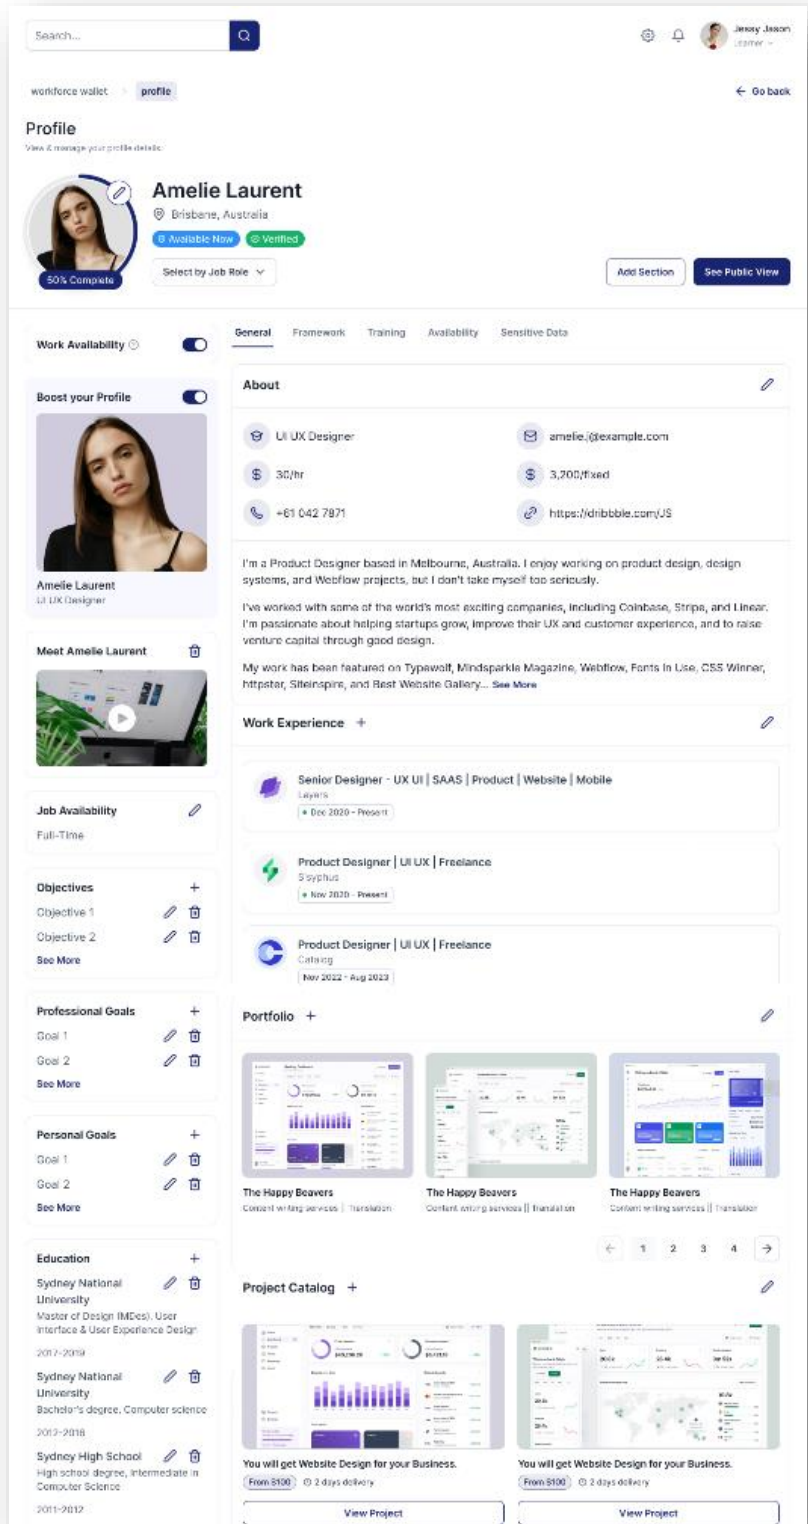 Search...
Jessy Jason
Learner
workforce wallet
profile
Go back
Profile
View & manage your profile details.
Amelie Laurent
Brisbane, Australia
Available Now
Verified
50% Complete
Select by Job Role
Add Section
See Public View
Work Availability
Boost your Profile
Amelie Laurent
UI UX Designer
Meet Amelie Laurent
Job Availability
Full-Time
Objectives
Objective 1
Objective 2
See More
Professional Goals
Goal 1
Goal 2
See More
Personal Goals
Goal 1
Goal 2
See More
Education
Sydney National
University
Master of Design (MDes), User
Interface & User Experience Design
2017-2019
Sydney National
University
Bachelor's degree, Computer science
2012-2016
Sydney High School
High school degree, Intermediate in
Computer Science
2011-2012
General
Framework
Training
Availability
Sensitive Data
About
UI UX Designer
amelie.j@example.com
30/hr
3,200/fixed
+61 042 7871
https://dribbble.com/JS
I'm a Product Designer based in Melbourne, Australia. I enjoy working on product design, design
systems, and Webflow projects, but I don't take myself too seriously.
I've worked with some of the world's most exciting companies, including Coinbase, Stripe, and Linear.
I'm passionate about helping startups grow, improve their UX and customer experience, and to raise
venture capital through good design.
My work has been featured on Typewolf, Mindsparkle Magazine, Webflow, Fonts in Use, CSS Winner,
httpster, Siteinspire, and Best Website Gallery... See More
Work Experience +
Senior Designer - UX UI | SAAS | Product | Website | Mobile
Layers
Dec 2020 - Present
Product Designer | UI UX | Freelance
Sisyphus
Nov 2020 - Present
Product Designer | UI UX | Freelance
Catalog
Nov 2022 - Aug 2023
Portfolio +
The Happy Beavers
Content writing services || Translation
The Happy Beavers
Content writing services || Translation
The Happy Beavers
Content writing services || Translation
1 2 3 4
Project Catalog +
You will get Website Design for your Business.
From $100
2 days delivery
View Project
You will get Website Design for your Business.
From $100
2 days delivery
View Project